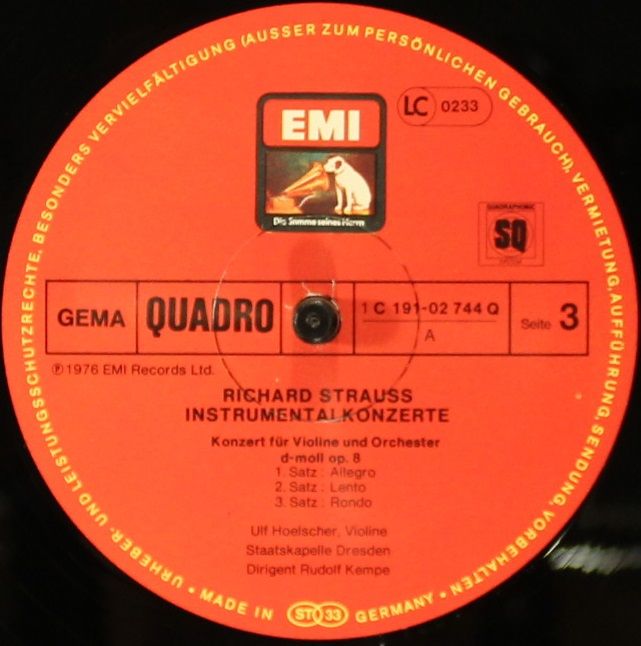 URHEBER- UND LEISTUNGSSCHUTZRECHTE, BESONDERS VERVIELFÄLTIGUNG (AUSSER ZUM PERSÖNLICHEN GEBRAUCH), VERMIETUNG, AUFFÜHRUNG, SENDUNG VORBEHALTEN
EMI
LC 0233
Die Stimme seines Herrn
QUADRAPHONIC
SQ
GEMA QUADRO 1 C 191-02 744 Q Seite 3
A
℗ 1976 EMI Records Ltd.
RICHARD STRAUSS
INSTRUMENTALKONZERTE
Konzert für Violine und Orchester
d-moll op. 8
1. Satz: Allegro
2. Satz: Lento
3. Satz: Rondo
Ulf Hoelscher, Violine
Staatskapelle Dresden
Dirigent Rudolf Kempe
• MADE IN ST 33 GERMANY •